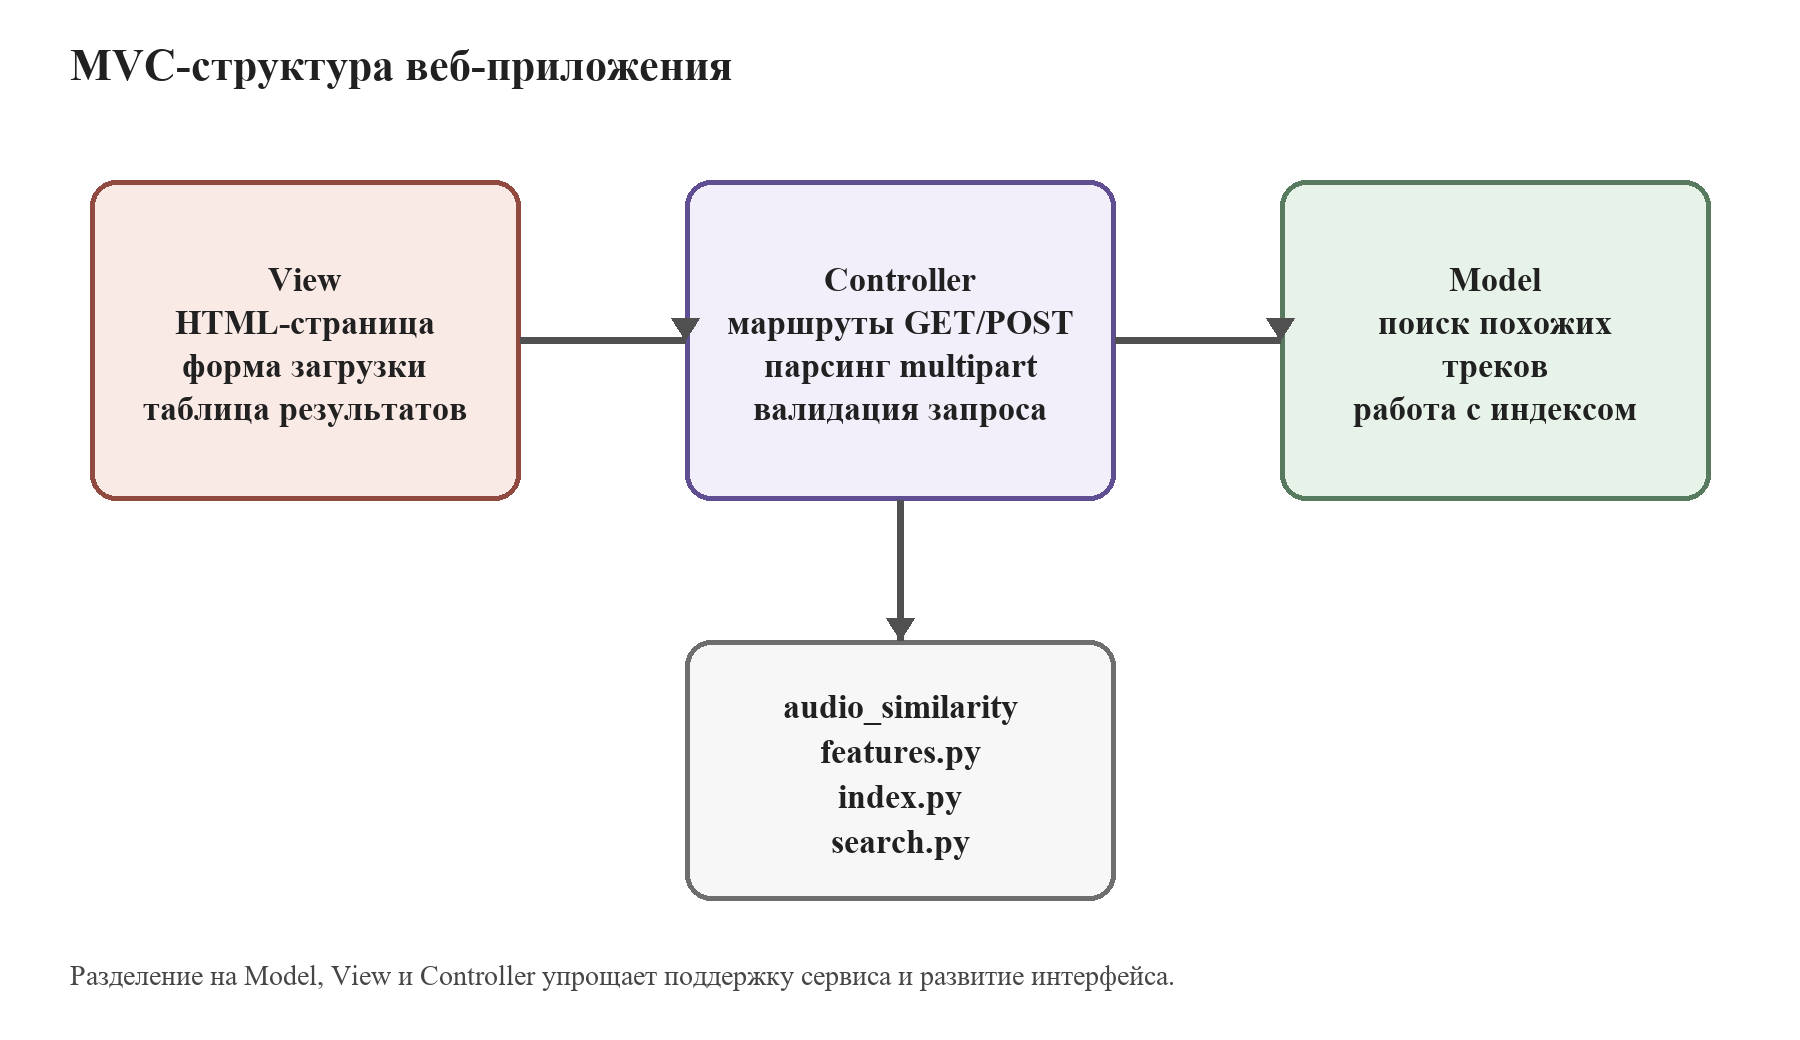 MVC-структура веб-приложения
View
HTML-страница
форма загрузки
таблица результатов
Controller
маршруты GET/POST
парсинг multipart
валидация запроса
Model
поиск похожих
треков
работа с индексом
audio_similarity
features.py
index.py
search.py
Разделение на Model, View и Controller упрощает поддержку сервиса и развитие интерфейса.